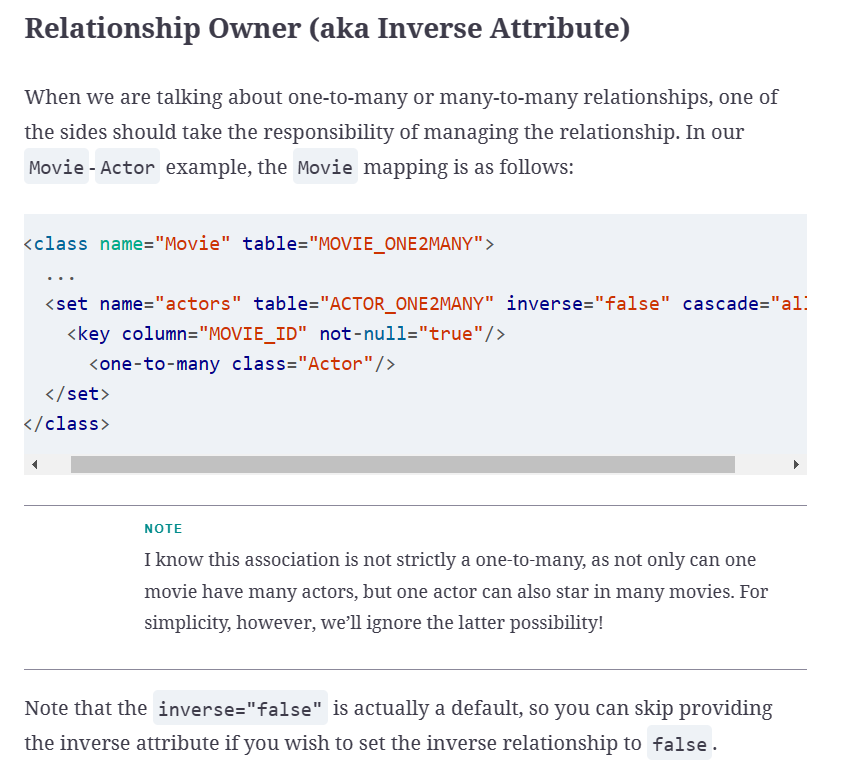 Relationship Owner (aka Inverse Attribute)
When we are talking about one-to-many or many-to-many relationships, one of
the sides should take the responsibility of managing the relationship. In our
Movie-Actor example, the Movie mapping is as follows:
<class name="Movie" table="MOVIE_ONE2MANY">
...
<set name="actors" table="ACTOR_ONE2MANY" inverse="false" cascade="all
<key column="MOVIE_ID" not-null="true"/>
<one-to-many class="Actor"/>
</set>
</class>
NOTE
I know this association is not strictly a one-to-many, as not only can one
movie have many actors, but one actor can also star in many movies. For
simplicity, however, we’ll ignore the latter possibility!
Note that the inverse="false" is actually a default, so you can skip providing
the inverse attribute if you wish to set the inverse relationship to false.